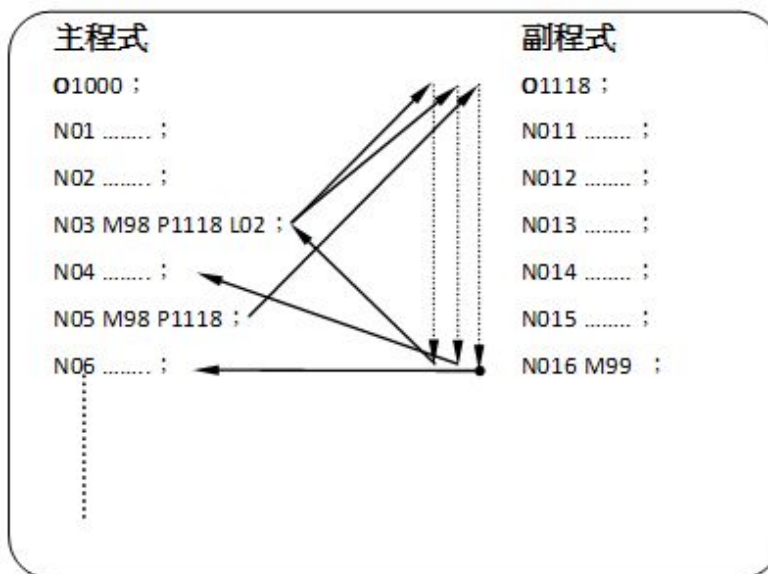 主程式
O1000；
N01 ........；
N02 ........；
N03 M98 P1118 L02；
N04 ........；
N05 M98 P1118；
N06 ........；
副程式
O1118；
N011 ........；
N012 ........；
N013 ........；
N014 ........；
N015 ........；
N016 M99 ；